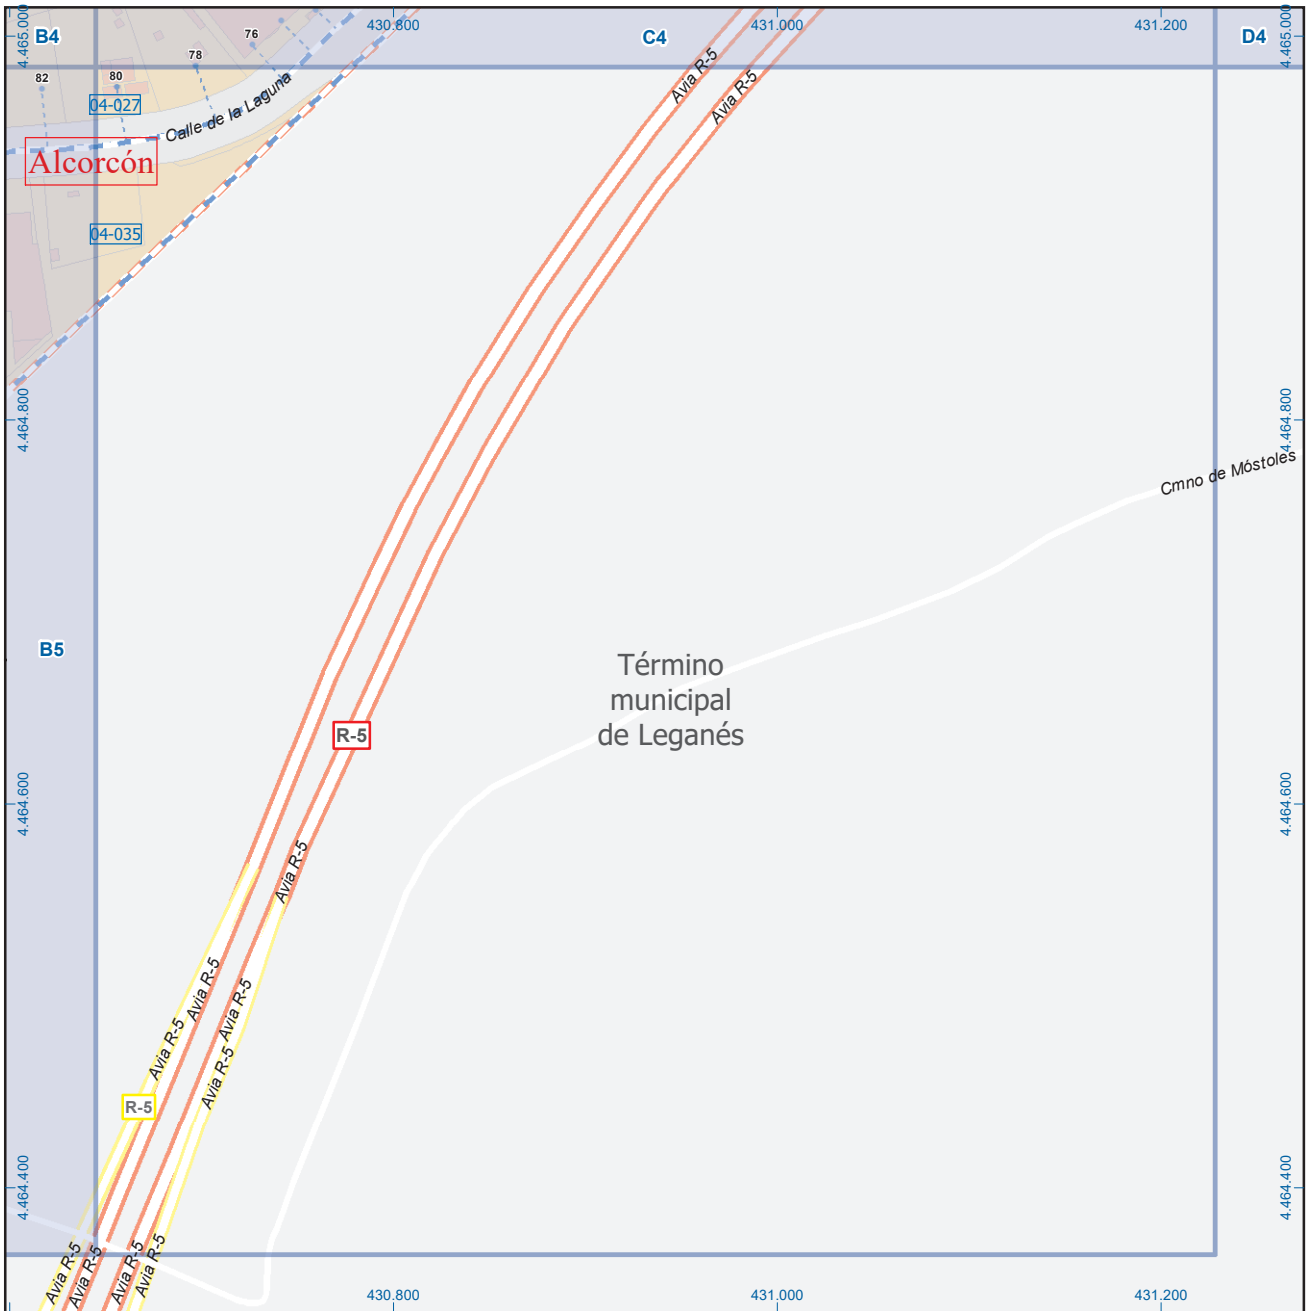 4.465.000
B4
76
430.800
C4
431.000
431.200
D4
4.465.000
78
82
80
04-027
Calle de la Laguna
Avia R-5
Avia R-5
Alcorcón
04-035
4.464.800
4.464.800
Cmno de Móstoles
B5
Término
municipal
de Leganés
R-5
4.464.600
4.464.600
Avia R-5
Avia R-5
Avia R-5
Avia R-5
Avia R-5
R-5
4.464.400
4.464.400
Avia R-5
Avia R-5
Avia R-5
Avia R-5
430.800
431.000
431.200